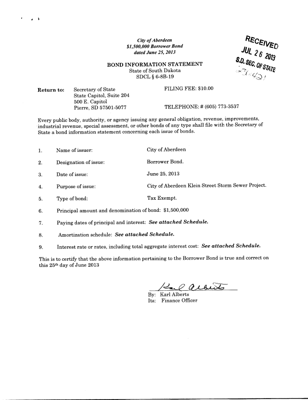 City of Aberdeen
$1,500,000 Borrower Bond
dated June 25, 2013
RECEIVED
JUL 25 2013
S.D. SEC. OF STATE
BOND INFORMATION STATEMENT
State of South Dakota
SDCL § 6-8B-19
Return to: Secretary of State FILING FEE: $10.00
State Capitol, Suite 204
500 E. Capitol
Pierre, SD 57501-5077 TELEPHONE: # (605) 773-3537
Every public body, authority, or agency issuing any general obligation, revenue, improvements,
industrial revenue, special assessment, or other bonds of any type shall file with the Secretary of
State a bond information statement concerning each issue of bonds.
1. Name of issuer: City of Aberdeen
2. Designation of issue: Borrower Bond.
3. Date of issue: June 25, 2013
4. Purpose of issue: City of Aberdeen Kline Street Storm Sewer Project.
5. Type of bond: Tax Exempt.
6. Principal amount and denomination of bond: $1,500,000
7. Paying dates of principal and interest: See attached Schedule.
8. Amortization schedule: See attached Schedule.
9. Interest rate or rates, including total aggregate interest cost: See attached Schedule.
This is to certify that the above information pertaining to the Borrower Bond is true and correct on
this 25th day of June 2013
Karl Alberts
By: Karl Alberts
Its: Finance Officer